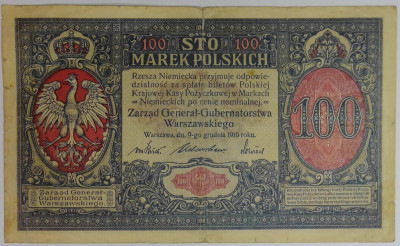 100 STO 100
MAREK POLSKICH
Rzesza Niemiecka przyjmuje odpowie-
dzialność za spłatę biletów Polskiej
Krajowej Kasy Pożyczkowej w Markach
Niemieckich po cenie nominalnej.
Zarząd General-Gubernatorstwa
Warszawskiego
Warszawa, dn. 9-go grudnia 1916 roku.
100
100 100
Zarząd General-
Gubernatorstwa
Warszawskiego